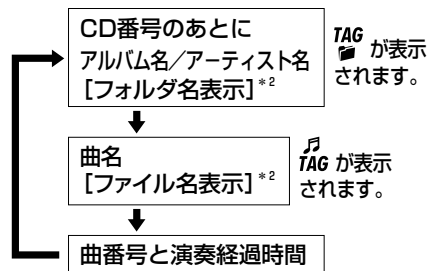 CD番号のあとに
アルバム名／アーティスト名
[フォルダ名表示]*2
TAG
が表示
されます。
曲名
[ファイル名表示]*2
TAG が表示
されます。
曲番号と演奏経過時間